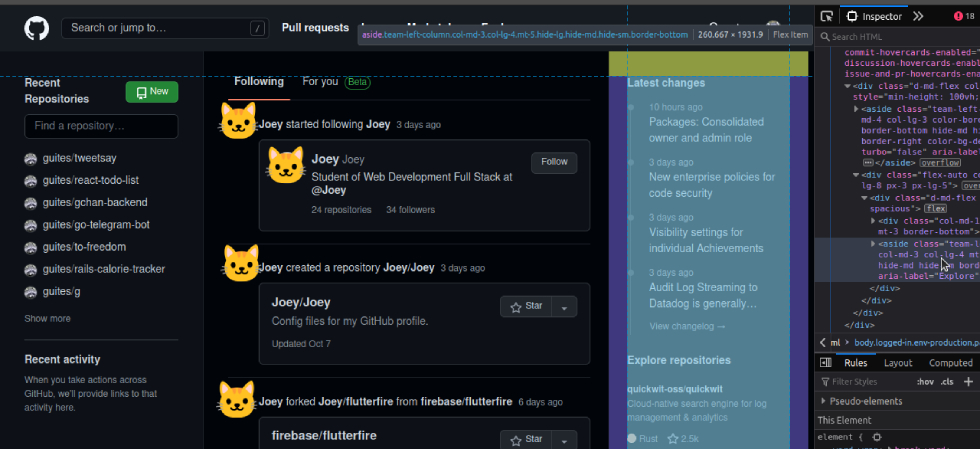 Search or jump to…
/
Pull requests
aside.team-left-column.col-md-3.col-lg-4.mt-5.hide-lg.hide-md.hide-sm.border-bottom
260.667 × 1931.9
Flex Item
Recent
Repositories
New
Find a repository…
guites/tweetsay
guites/react-todo-list
guites/gchan-backend
guites/go-telegram-bot
guites/to-freedom
guites/rails-calorie-tracker
guites/g
Show more
Recent activity
When you take actions across
GitHub, we'll provide links to that
activity here.
Following
For you
Beta
Joey started following Joey 3 days ago
Joey Joey
Follow
Student of Web Development Full Stack at
@Joey
24 repositories 34 followers
Joey created a repository Joey/Joey 3 days ago
Joey/Joey
Star
Config files for my GitHub profile.
Updated Oct 7
Joey forked Joey/flutterfire from firebase/flutterfire 6 days ago
firebase/flutterfire
Star
Latest changes
10 hours ago
Packages: Consolidated
owner and admin role
3 days ago
New enterprise policies for
code security
3 days ago
Visibility settings for
individual Achievements
3 days ago
Audit Log Streaming to
Datadog is generally…
View changelog →
Explore repositories
quickwit-oss/quickwit
Cloud-native search engine for log
management & analytics
Rust 2.5k
Inspector
18
Search HTML
commit-hovercards-enabled="
discussion-hovercards-enabl
issue-and-pr-hovercards-ena
<div class="d-md-flex col
style="min-height: 100vh;
<aside class="team-left
md-4 col-lg-3 color-bor
border-bottom hide-md h
border-right color-bg-de
turbo="false" aria-label
</aside> overflow
<div class="flex-auto co
lg-8 px-3 px-lg-5"> ove
<div class="d-md-flex
spacious"> flex
<div class="col-md-1
mt-3 border-bottom">
<aside class="team-l
col-md-3 col-lg-4 mt
hide-md hide-sm bord
aria-label="Explore"
</div>
</div>
</div>
</div>
ml
body.logged-in.env-production.p
Rules
Layout
Computed
Filter Styles
:hov .cls +
Pseudo-elements
This Element
element {